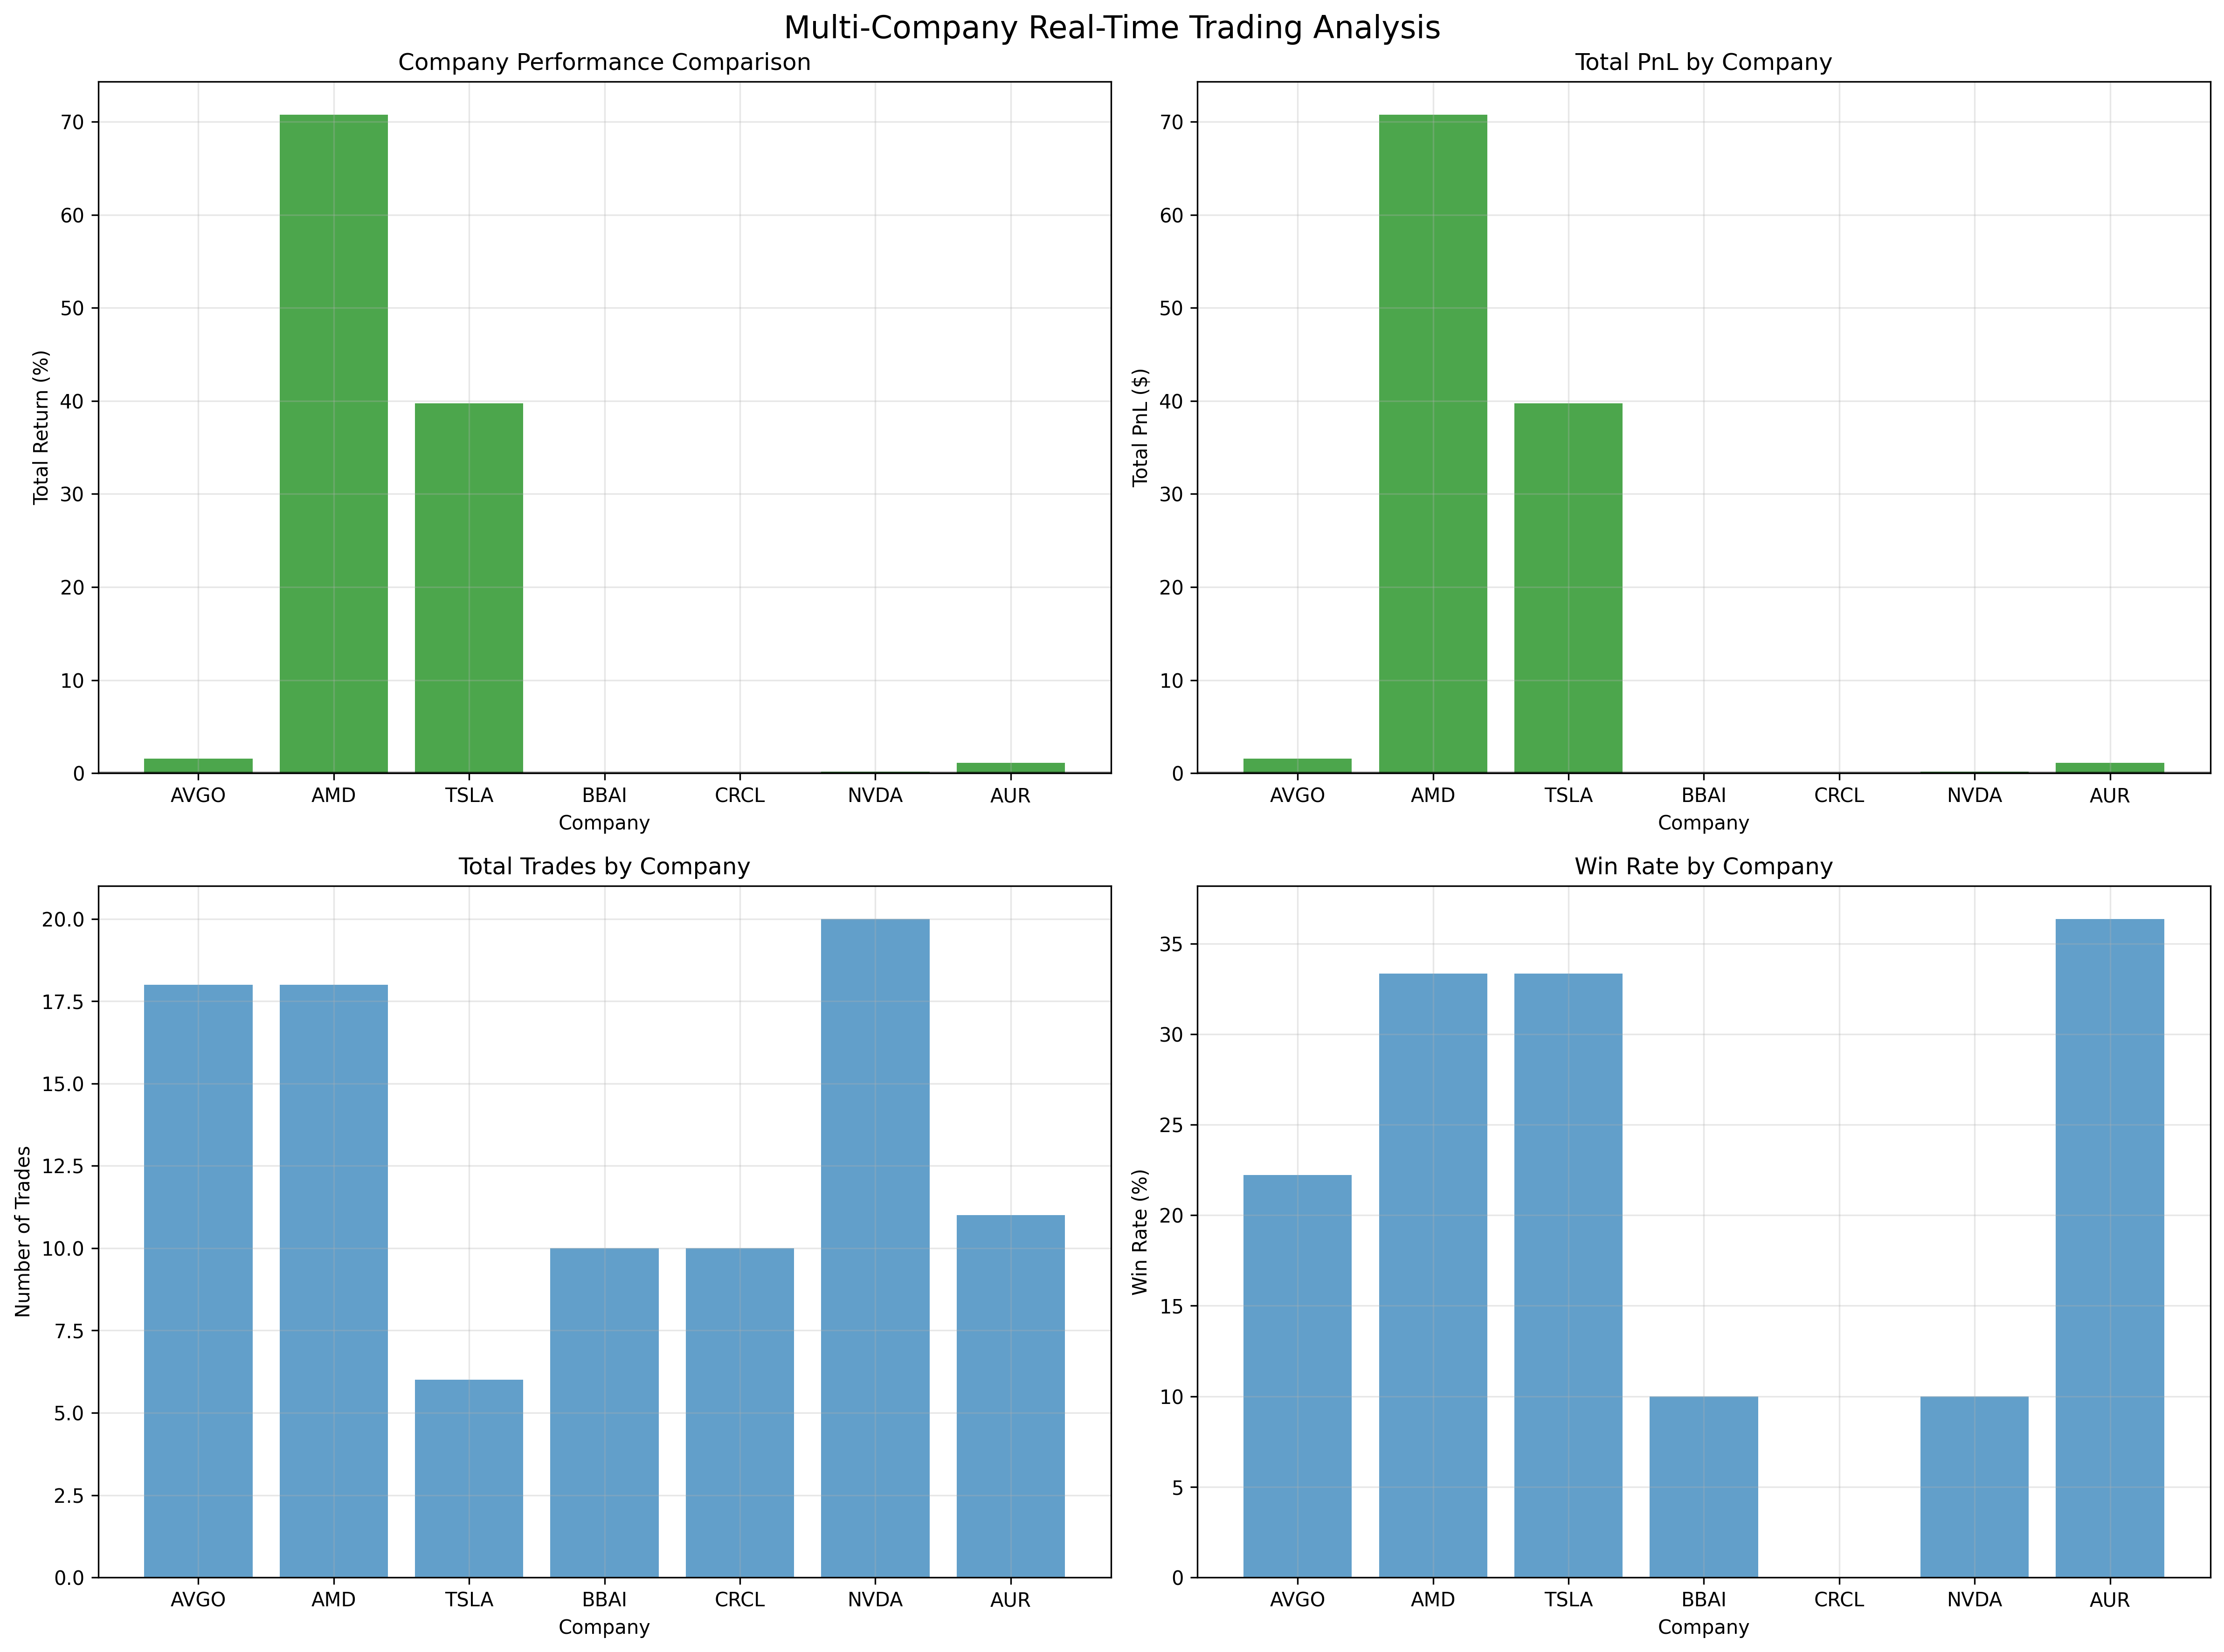 Multi-Company Real-Time Trading Analysis
Company Performance Comparison
Total Return (%)
70
60
50
40
30
20
10
0
AVGO AMD TSLA BBAI CRCL NVDA AUR
Company
Total PnL by Company
Total PnL ($)
70
60
50
40
30
20
10
0
AVGO AMD TSLA BBAI CRCL NVDA AUR
Company
Total Trades by Company
Number of Trades
20.0
17.5
15.0
12.5
10.0
7.5
5.0
2.5
0.0
AVGO AMD TSLA BBAI CRCL NVDA AUR
Company
Win Rate by Company
Win Rate (%)
35
30
25
20
15
10
5
0
AVGO AMD TSLA BBAI CRCL NVDA AUR
Company